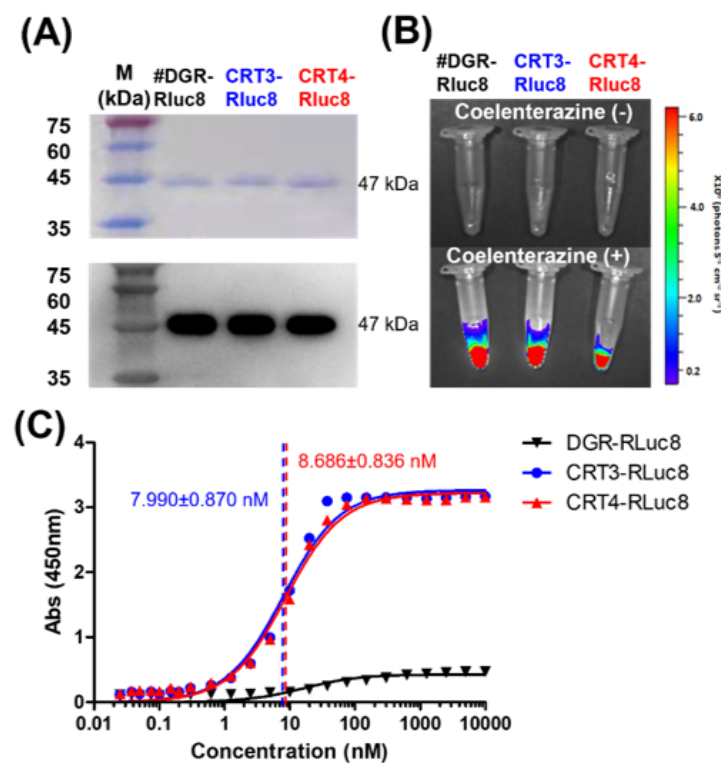 (A)
M
(kDa)
#DGR-
Rluc8
CRT3-
Rluc8
CRT4-
Rluc8
75
60
45
35
47 kDa
75
60
45
35
47 kDa
(B)
#DGR-
Rluc8
CRT3-
Rluc8
CRT4-
Rluc8
Coelenterazine (-)
Coelenterazine (+)
6.0
4.0
2.0
0.2
(C)
4
3
2
1
0
Abs (450nm)
7.990±0.870 nM
8.686±0.836 nM
0.01
0.1
1
10
100
1000
10000
Concentration (nM)
DGR-RLuc8
CRT3-RLuc8
CRT4-RLuc8